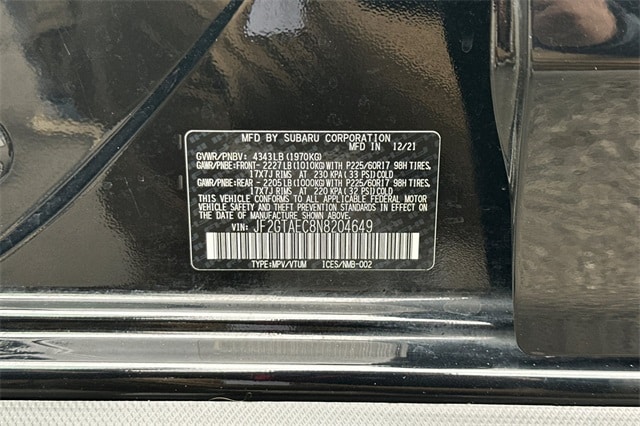 MFD BY SUBARU CORPORATION
MFD IN 12/21
GVWR/PNBV: 4343LB (1970KG)
GAWR/PNBE:FRONT- 2227LB(1010KG)WITH P225/60R17 98H TIRES,
17X7J RIMS AT 230 KPA (33 PSI)COLD
GAWR/PNBE:REAR - 2205LB(1000KG)WITH P225/60R17 98H TIRES,
17X7J RIMS AT 220 KPA (32 PSI)COLD
THIS VEHICLE CONFORMS TO ALL APPLICABLE FEDERAL MOTOR
VEHICLE SAFETY, BUMPER, AND THEFT PREVENTION STANDARDS
IN EFFECT ON THE DATE OF MANUFACTURE SHOWN ABOVE.
VIN: JF2GTAEC8N8204649
TYPE:MPV/VTUM ICES/NMB-002